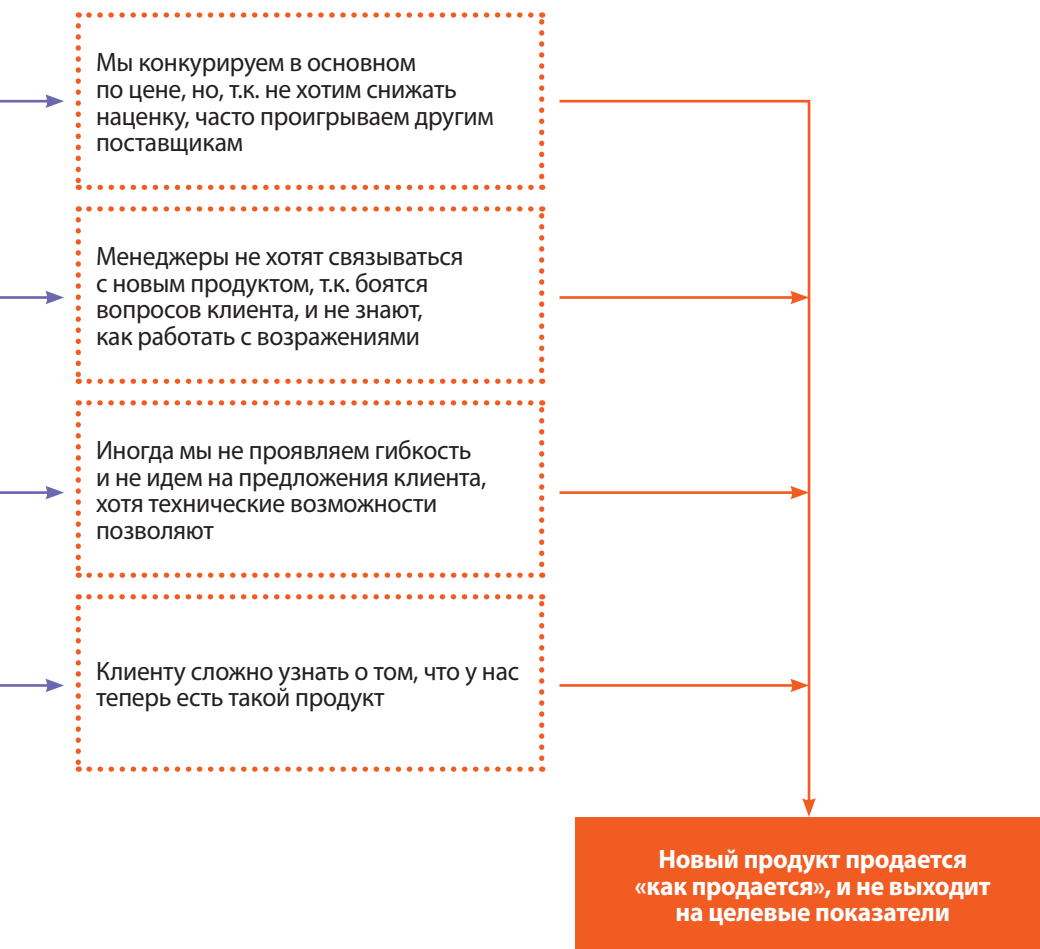 Мы конкурируем в основном
по цене, но, т.к. не хотим снижать
наценку, часто проигрываем другим
поставщикам
Менеджеры не хотят связываться
с новым продуктом, т.к. боятся
вопросов клиента, и не знают,
как работать с возражениями
Иногда мы не проявляем гибкость
и не идем на предложения клиента,
хотя технические возможности
позволяют
Клиенту сложно узнать о том, что у нас
теперь есть такой продукт
Новый продукт продается
«как продается», и не выходит
на целевые показатели